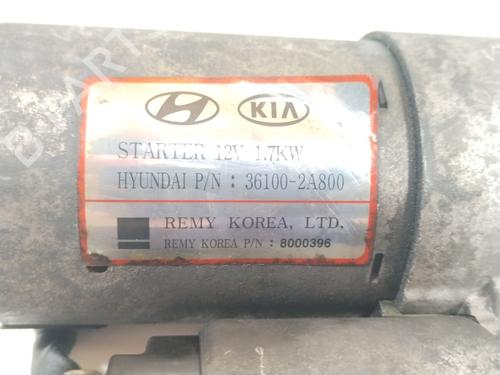 KIA
STARTER 12V 1.7KW
HYUNDAI P/N : 36100-2A800
REMY KOREA, LTD.
REMY KOREA P/N : 8000396